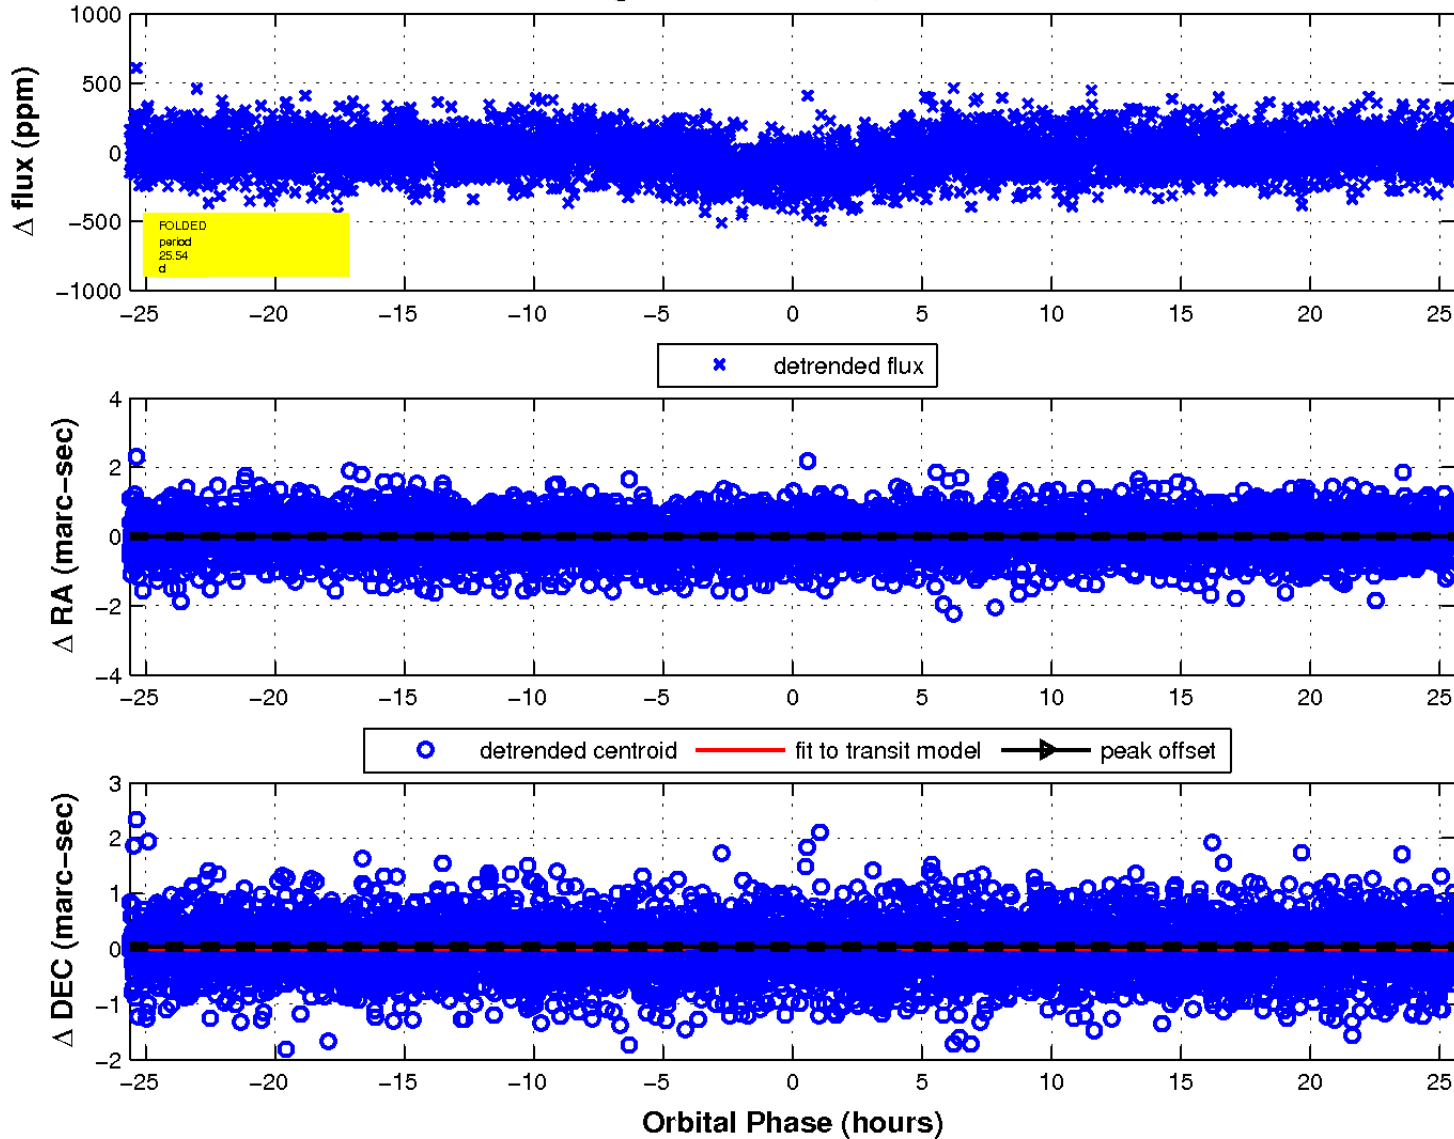 1000
500
0
−500
−1000
Δ flux (ppm)
FOLDED
period
25.54
d
−25 −20 −15 −10 −5 0 5 10 15 20 25
detrended flux
4
2
0
−2
−4
Δ RA (marc−sec)
−25 −20 −15 −10 −5 0 5 10 15 20 25
detrended centroid fit to transit model peak offset
3
2
1
0
−1
−2
Δ DEC (marc−sec)
−25 −20 −15 −10 −5 0 5 10 15 20 25
Orbital Phase (hours)